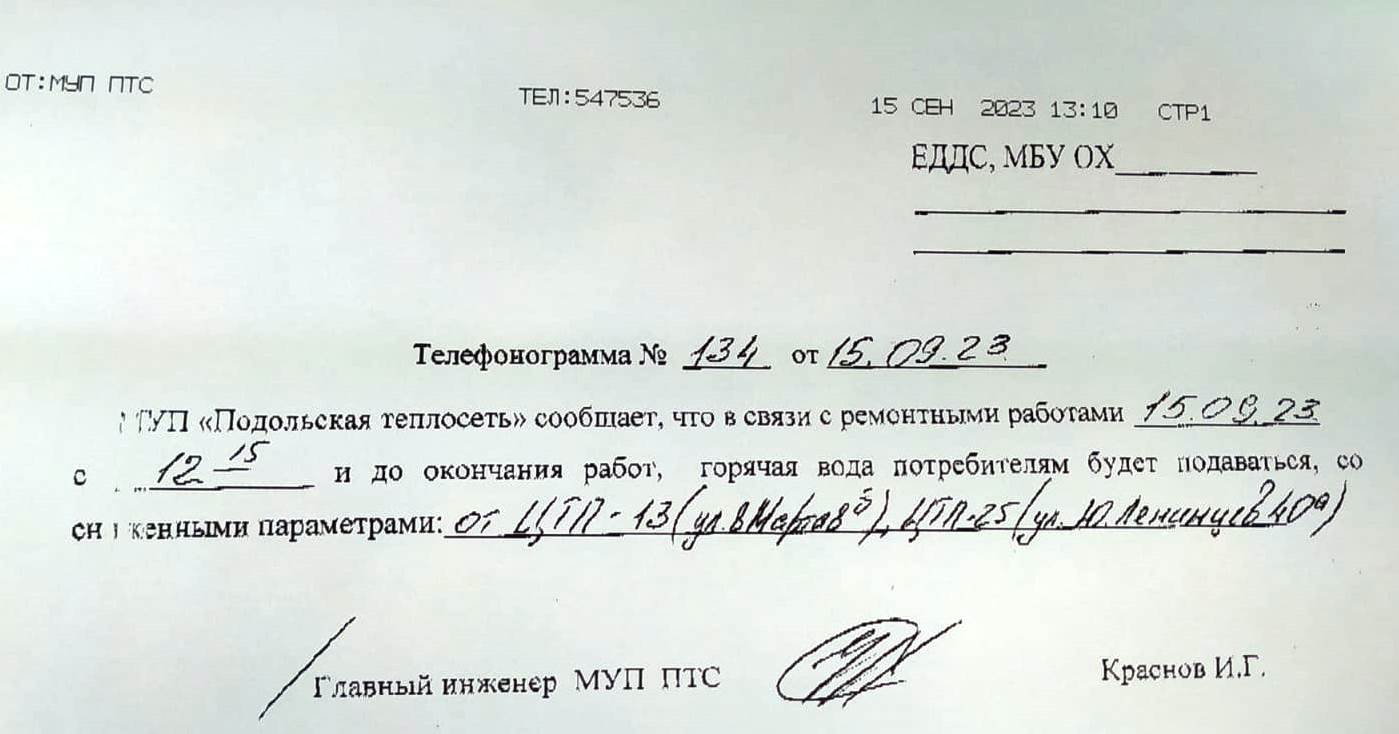 ОТ:МУП ПТС ТЕЛ:547536 15 СЕН 2023 13:10 СТР1
ЕДДС, МБУ ОХ
Телефонограмма № 134 от 15.09.23
МУП «Подольская теплосеть» сообщает, что в связи с ремонтными работами 15.09.23
с 12 15 и до окончания работ, горячая вода потребителям будет подаваться, со
сниженными параметрами: от ЦТП-13 (ул. 8 Марта 8б), ЦТП-25 (ул. Ю. Ленинцев 40а)
Главный инженер МУП ПТС Краснов И.Г.